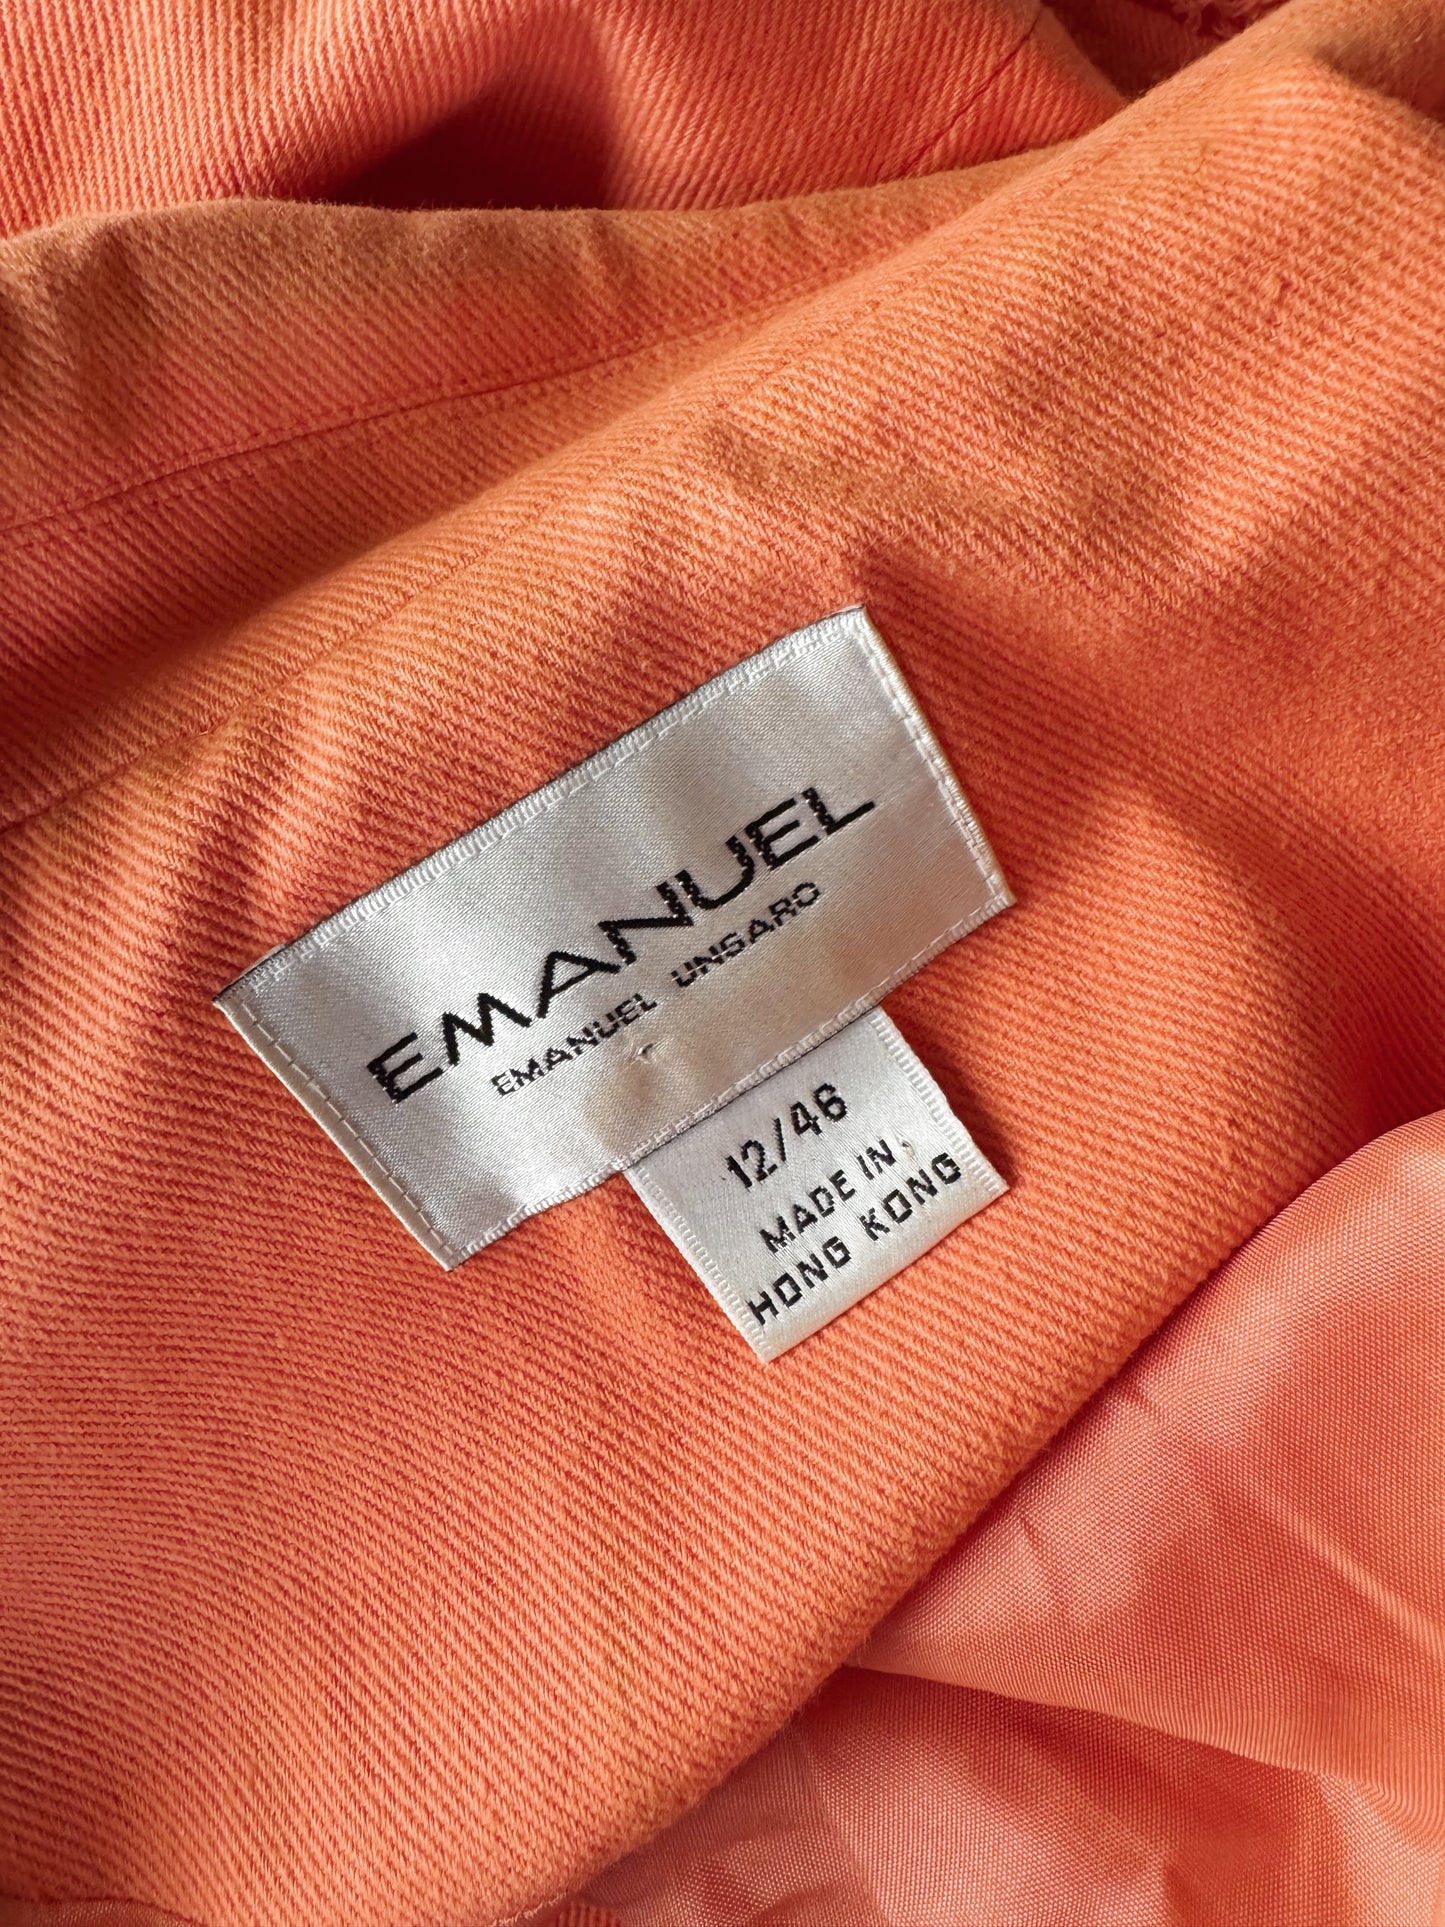 EMANUEL
EMANUEL UNGARO
12/46
MADE IN
HONG KONG